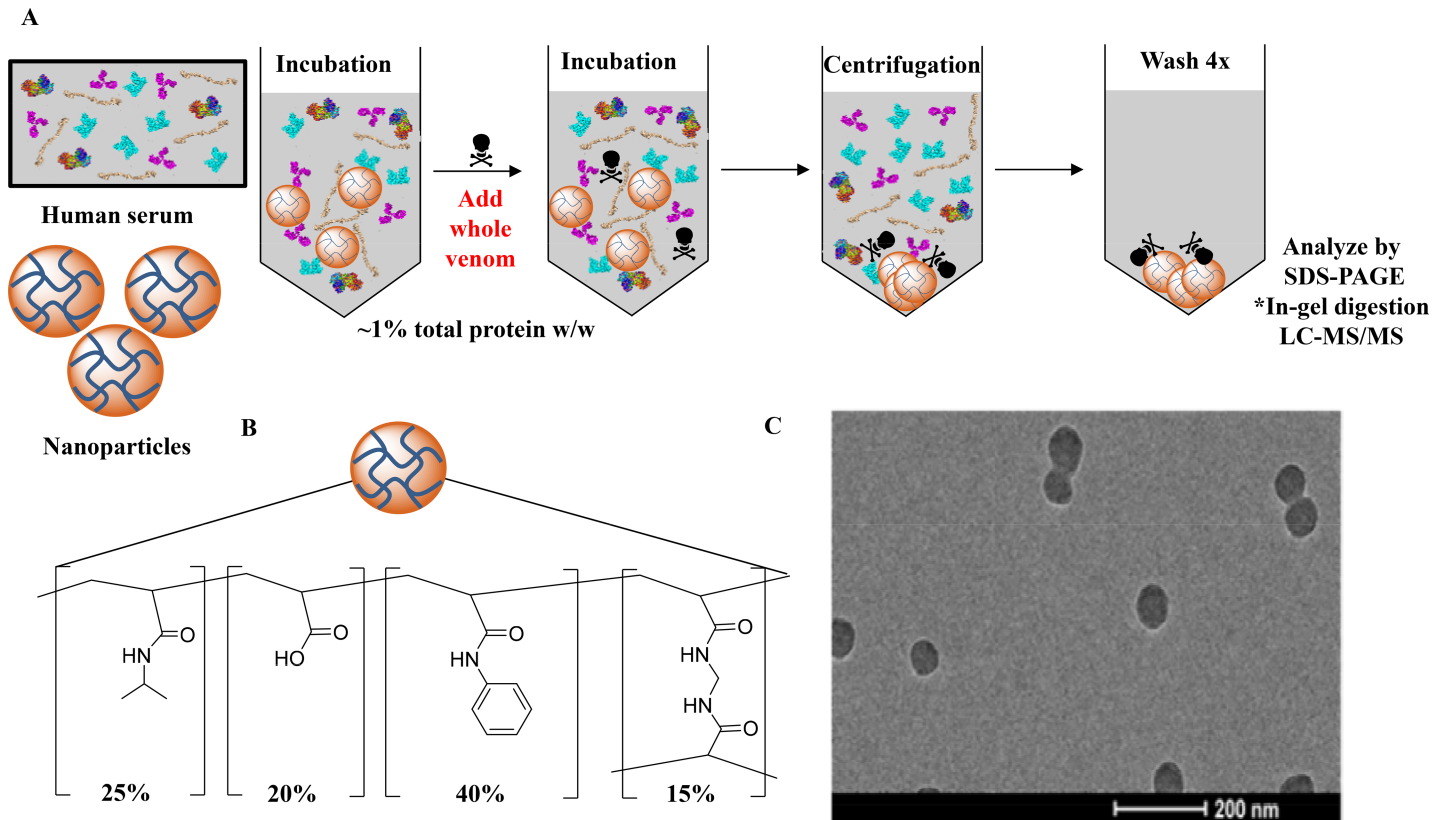 A
Incubation
Incubation
Centrifugation
Wash 4x
Add
whole
venom
Human serum
~1% total protein w/w
Analyze by
SDS-PAGE
*In-gel digestion
LC-MS/MS
Nanoparticles
B
C
O
HN
O
HO
O
HN
O
HN
NH
O
25%
20%
40%
15%
200 nm